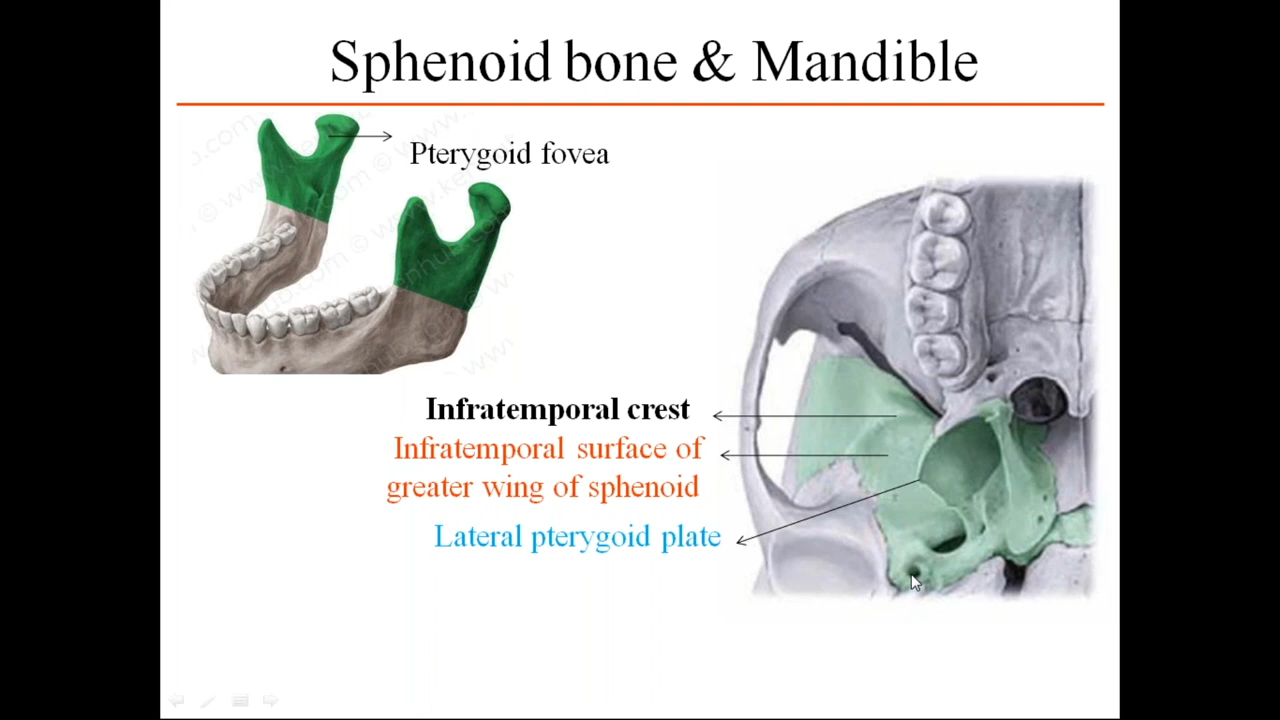 Sphenoid bone & Mandible
Pterygoid fovea
Infratemporal crest
Infratemporal surface of
greater wing of sphenoid
Lateral pterygoid plate